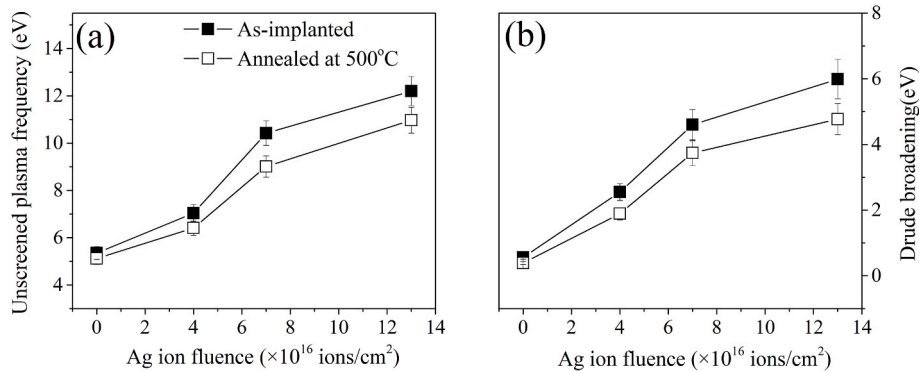 (a)
As-implanted
Annealed at 500°C
Unscreened plasma frequency (eV)
14
12
10
8
6
4
0 2 4 6 8 10 12 14
Ag ion fluence (×10¹⁶ ions/cm²)
(b)
8
6
4
2
0
Drude broadening(eV)
0 2 4 6 8 10 12 14
Ag ion fluence (×10¹⁶ ions/cm²)